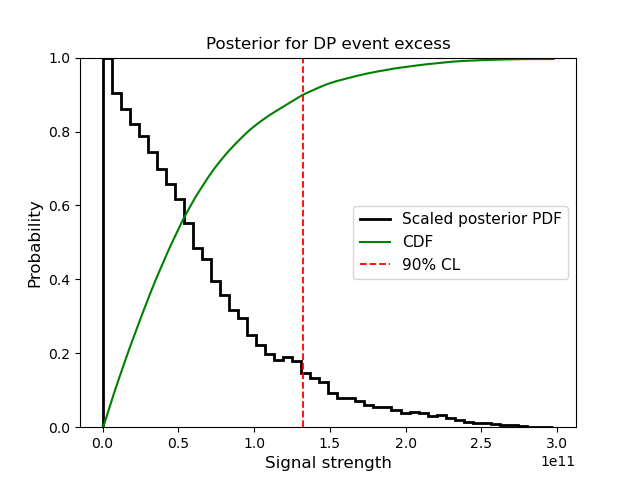 Posterior for DP event excess
1.0
0.8
0.6
0.4
0.2
0.0
Probability
Scaled posterior PDF
CDF
90% CL
0.0 0.5 1.0 1.5 2.0 2.5 3.0
1e11
Signal strength